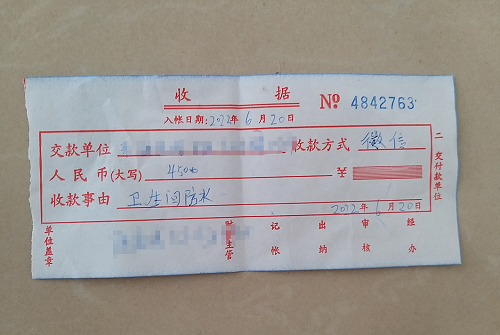 收 据
№ 4842763
入帐日期:2022年6月20日
交款单位 收款方式 微信
人民币(大写) 4500 ¥
收款事由 卫生间防水
2022年6月20日
单位盖章 财会主管 记帐 出纳 审核 经办
二 交付款单位